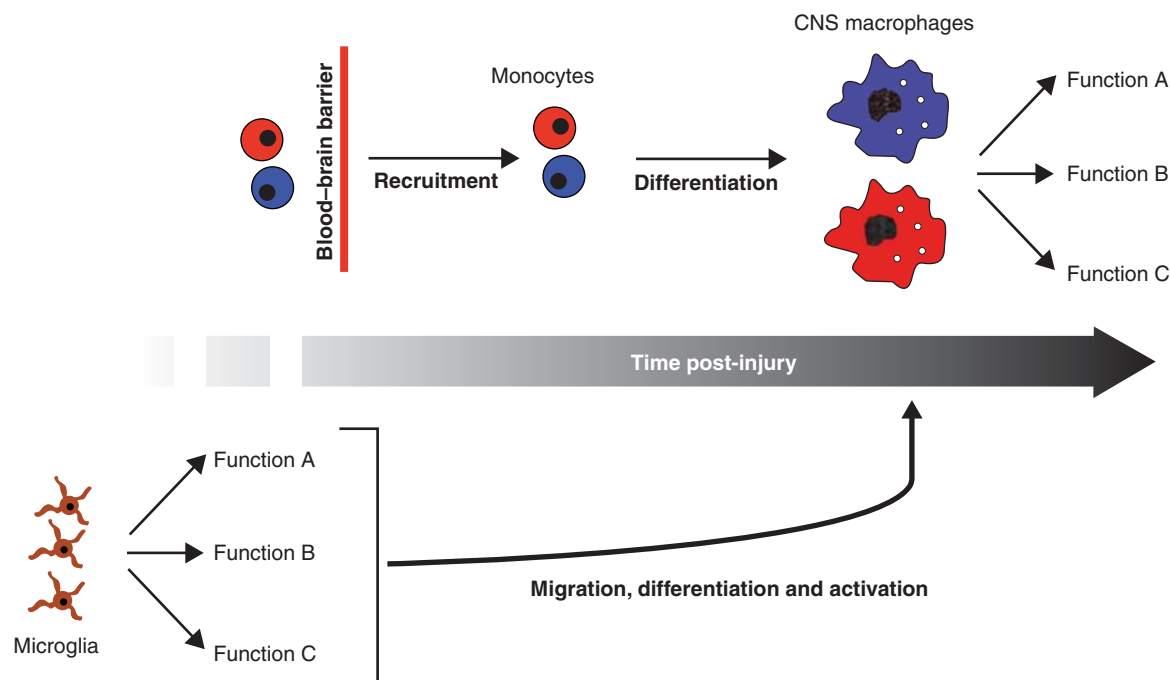 CNS macrophages
Monocytes
Blood–brain barrier
Recruitment
Differentiation
Function A
Function B
Function C
Time post-injury
Function A
Function B
Function C
Microglia
Migration, differentiation and activation